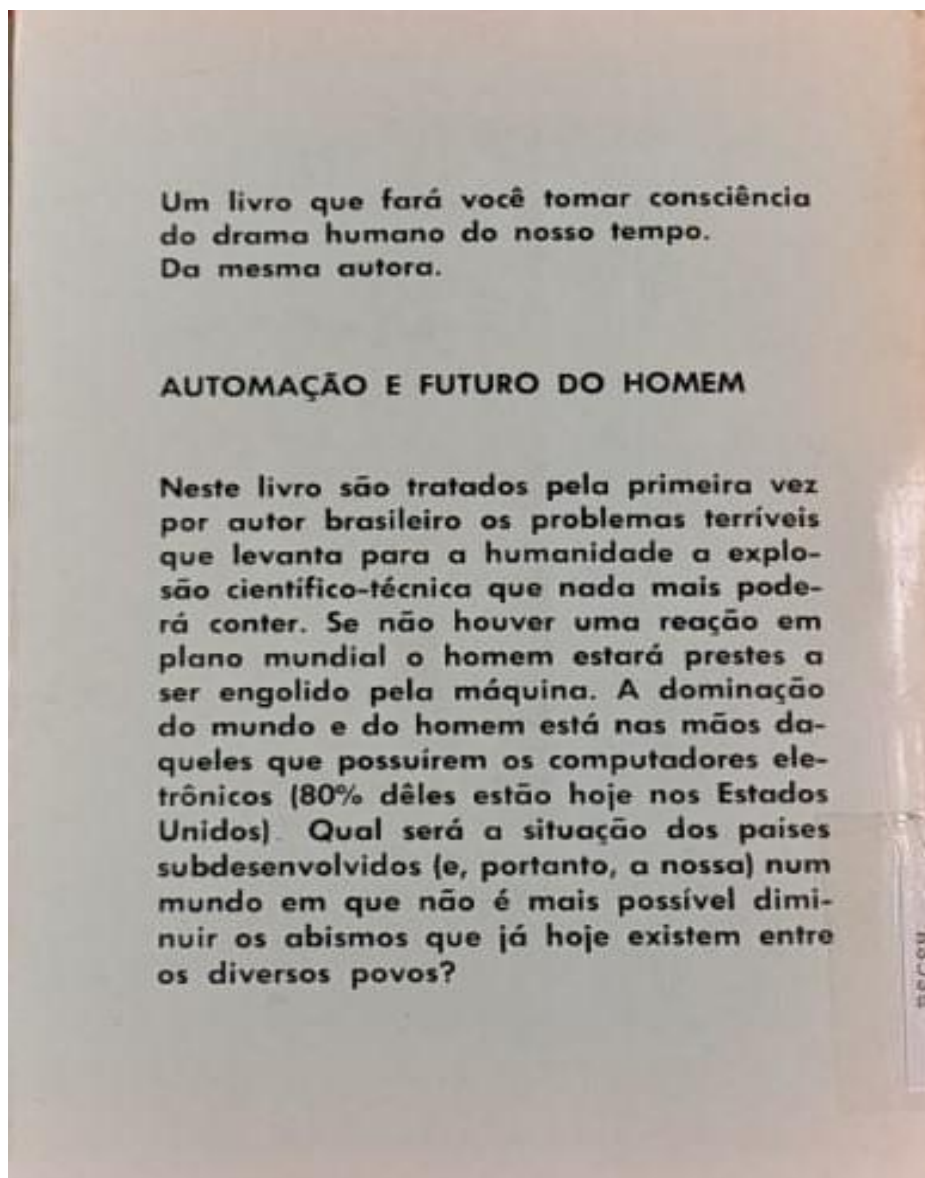 Um livro que fará você tomar consciência
do drama humano do nosso tempo.
Da mesma autora.
AUTOMAÇÃO E FUTURO DO HOMEM
Neste livro são tratados pela primeira vez
por autor brasileiro os problemas terríveis
que levanta para a humanidade a explo-
são científico-técnica que nada mais pode-
rá conter. Se não houver uma reação em
plano mundial o homem estará prestes a
ser engolido pela máquina. A dominação
do mundo e do homem está nas mãos da-
queles que possuírem os computadores ele-
trônicos (80% dêles estão hoje nos Estados
Unidos). Qual será a situação dos países
subdesenvolvidos (e, portanto, a nossa) num
mundo em que não é mais possível dimi-
nuir os abismos que já hoje existem entre
os diversos povos?